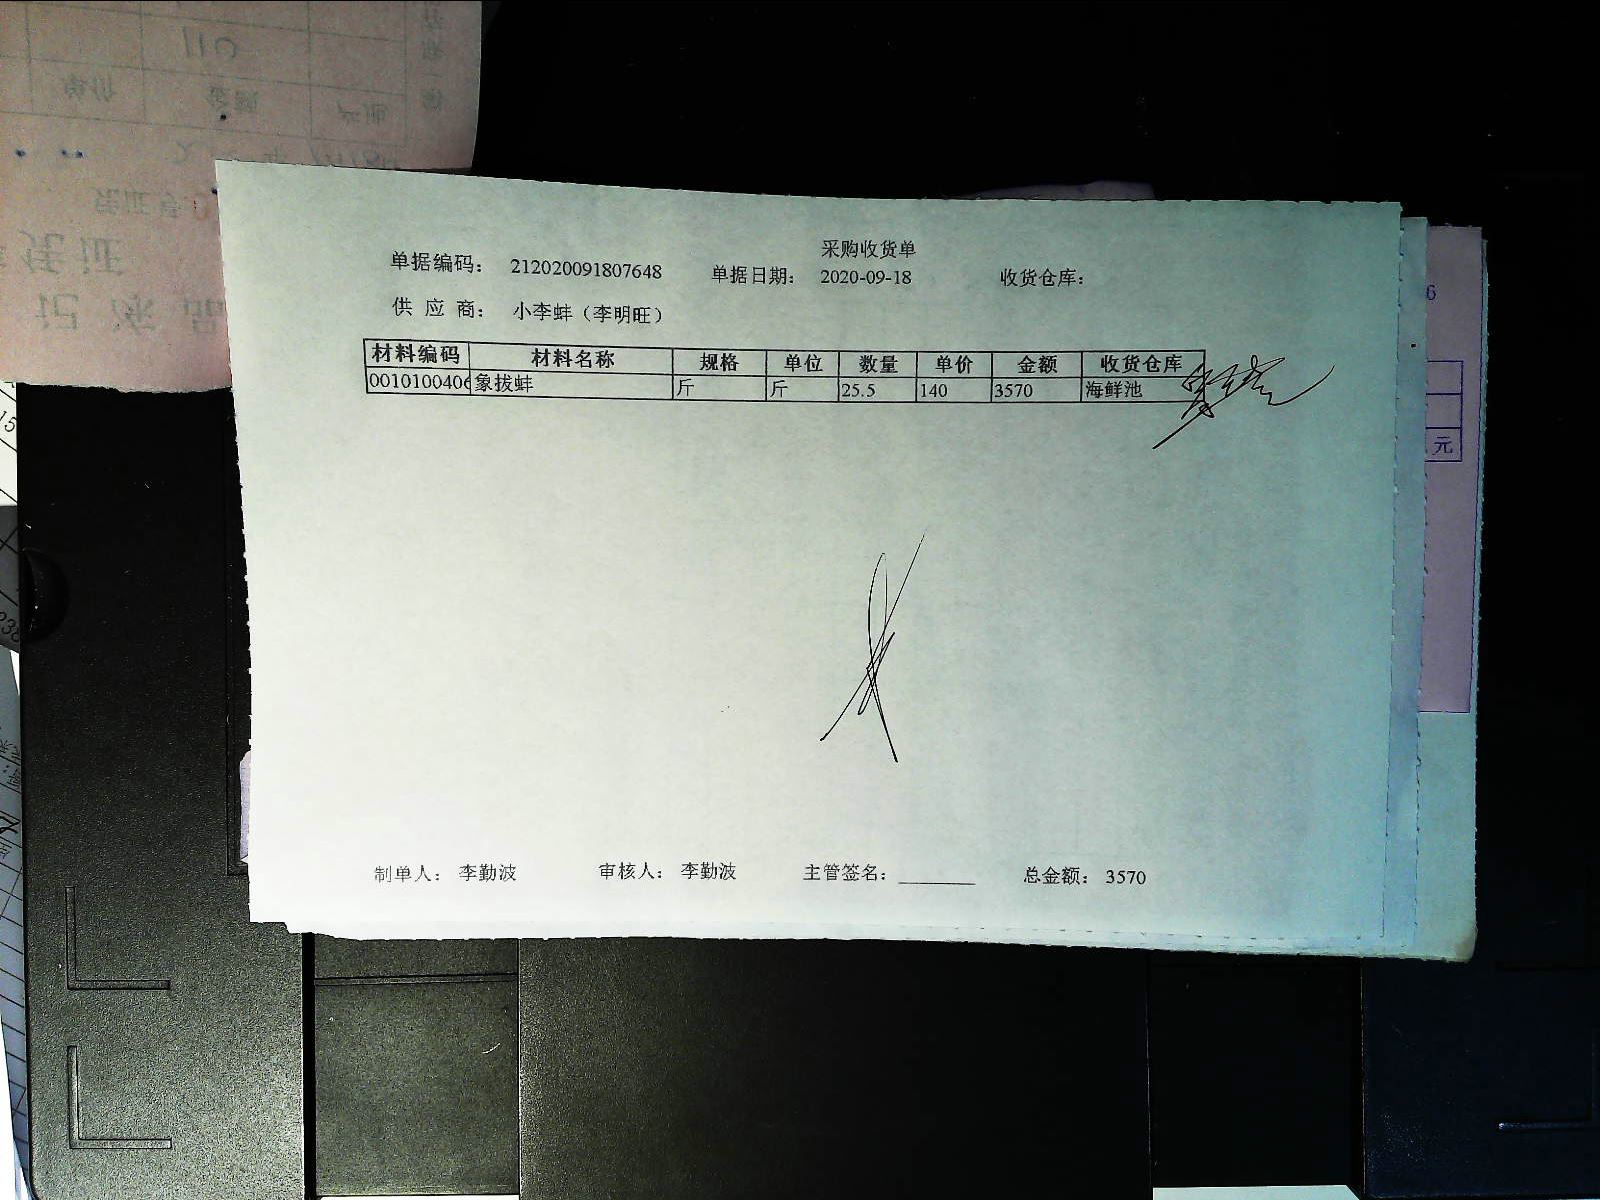 采购收货单
单据编码： 212020091807648 单据日期： 2020-09-18 收货仓库：
供 应 商： 小李蚌（李明旺）
材料编码 材料名称 规格 单位 数量 单价 金额 收货仓库
0010100406 象拔蚌 斤 斤 25.5 140 3570 海鲜池
制单人： 李勤波 审核人： 李勤波 主管签名： 总金额： 3570
元